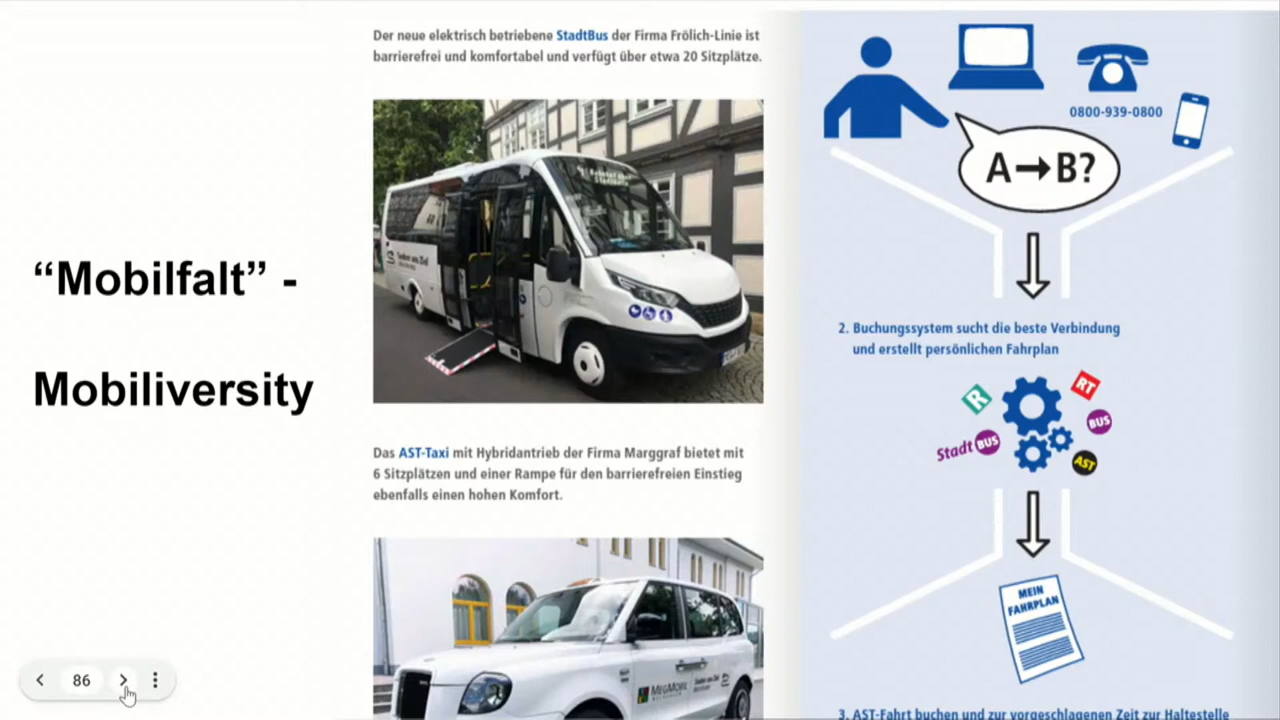 “Mobilfalt” -
Mobiliversity
Der neue elektrisch betriebene StadtBus der Firma Frölich-Linie ist
barrierefrei und komfortabel und verfügt über etwa 20 Sitzplätze.
Das AST-Taxi mit Hybridantrieb der Firma Marggraf bietet mit
6 Sitzplätzen und einer Rampe für den barrierefreien Einstieg
ebenfalls einen hohen Komfort.
MEGMOBIL
0800-939-0800
A→B?
2. Buchungssystem sucht die beste Verbindung
und erstellt persönlichen Fahrplan
R
RT
BUS
StadtBUS
AST
MEIN
FAHRPLAN
3. AST-Fahrt buchen und zur vorgeschlagenen Zeit zur Haltestelle
86